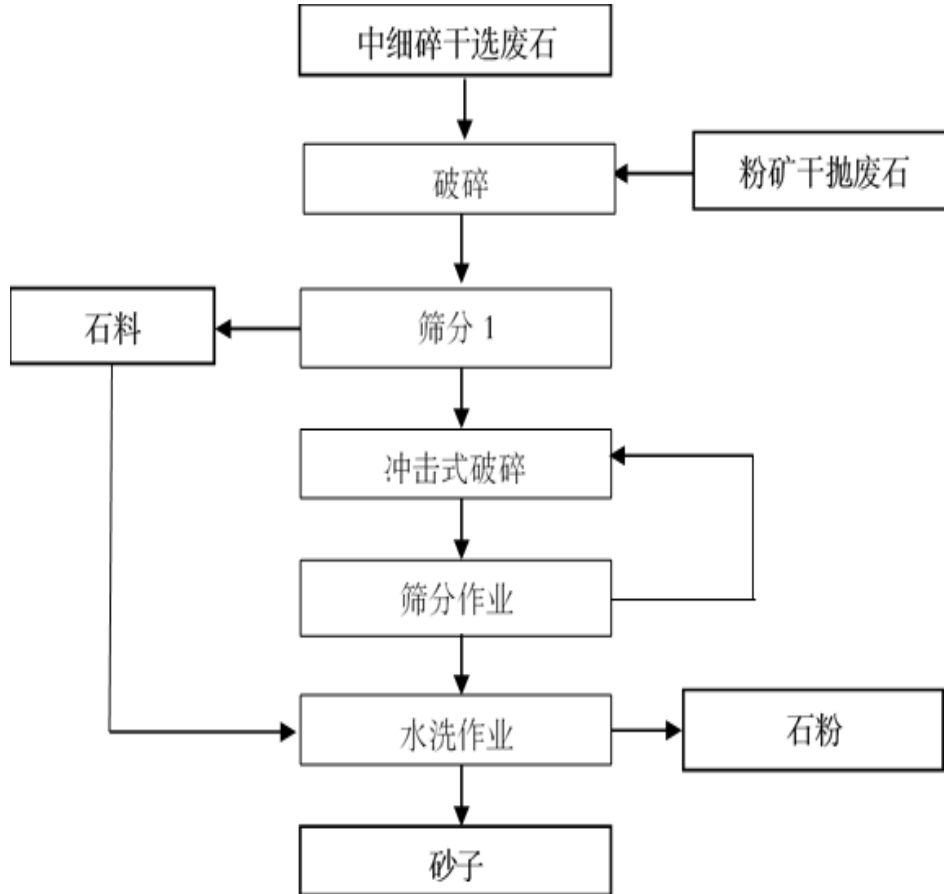 中细碎干选废石
破碎
粉矿干抛废石
石料
筛分 1
冲击式破碎
筛分作业
水洗作业
石粉
砂子